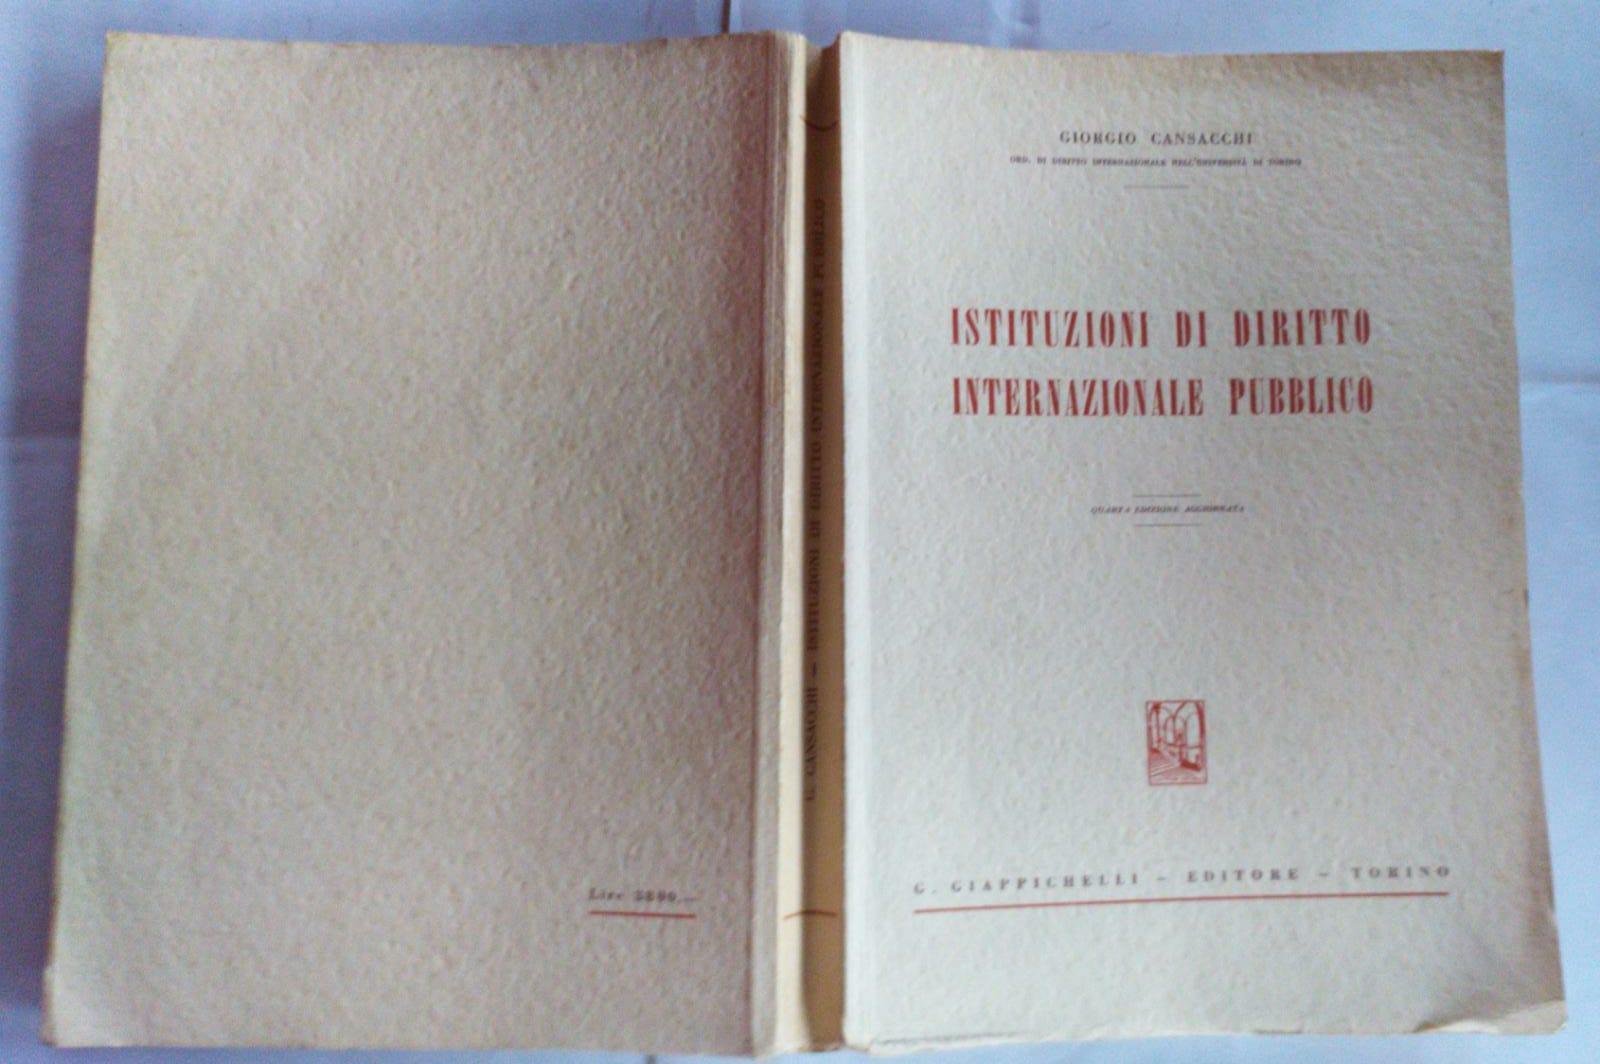 Lire
G. CANSACCHI — ISTITUZIONI DI DIRITTO INTERNAZIONALE PUBBLICO
GIORGIO CANSACCHI
ORD. DI DIRITTO INTERNAZIONALE NELL'UNIVERSITÀ DI TORINO
ISTITUZIONI DI DIRITTO
INTERNAZIONALE PUBBLICO
QUARTA EDIZIONE AGGIORNATA
G. GIAPPICHELLI – EDITORE – TORINO